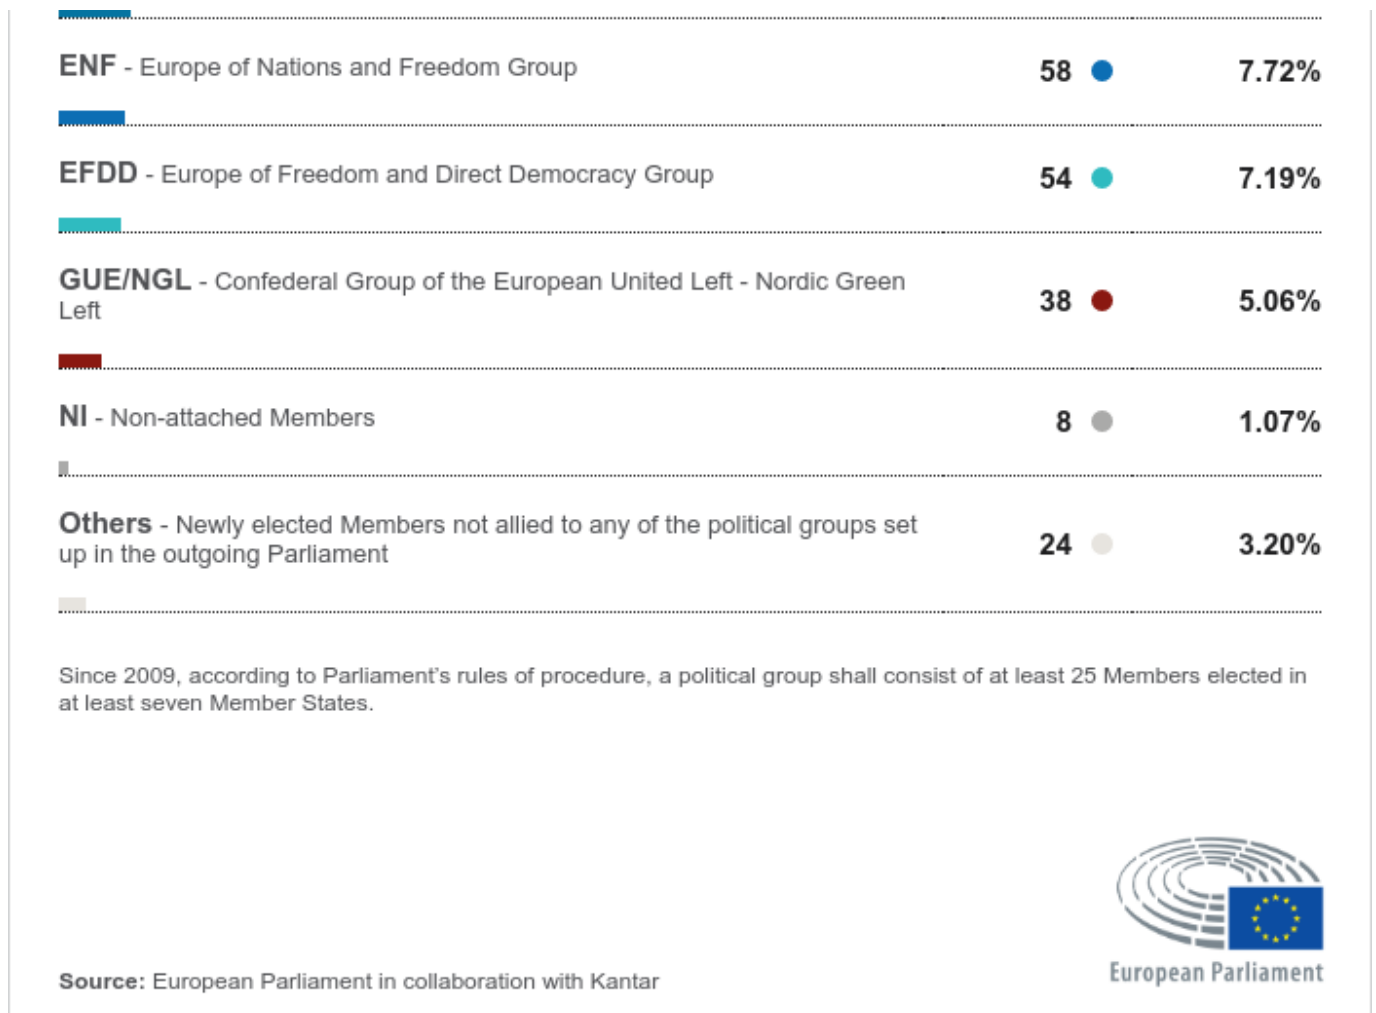 ENF - Europe of Nations and Freedom Group 58 7.72%
EFDD - Europe of Freedom and Direct Democracy Group 54 7.19%
GUE/NGL - Confederal Group of the European United Left - Nordic Green
Left 38 5.06%
NI - Non-attached Members 8 1.07%
Others - Newly elected Members not allied to any of the political groups set
up in the outgoing Parliament 24 3.20%
Since 2009, according to Parliament's rules of procedure, a political group shall consist of at least 25 Members elected in
at least seven Member States.
European Parliament
Source: European Parliament in collaboration with Kantar